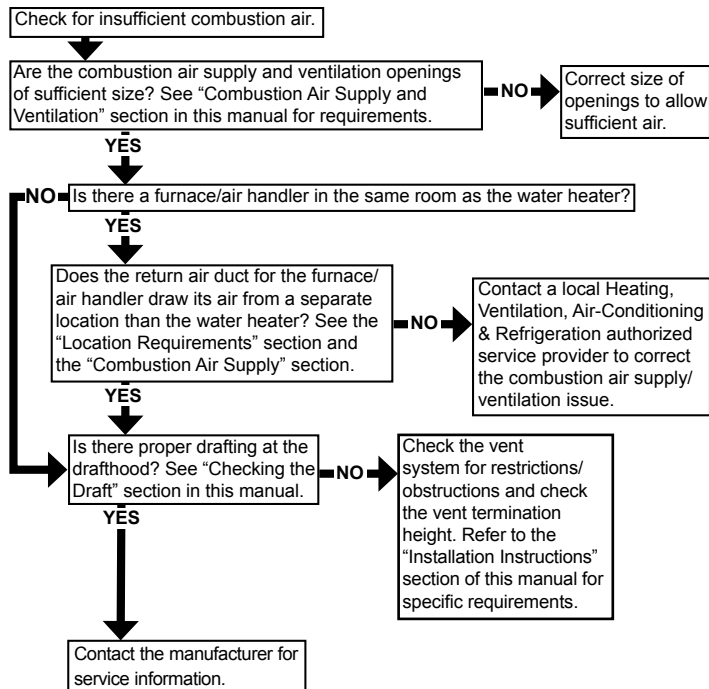 Check for insufficient combustion air.
Are the combustion air supply and ventilation openings
of sufficient size? See “Combustion Air Supply and
Ventilation” section in this manual for requirements.
NO
Correct size of
openings to allow
sufficient air.
YES
NO
Is there a furnace/air handler in the same room as the water heater?
YES
Does the return air duct for the furnace/
air handler draw its air from a separate
location than the water heater? See the
“Location Requirements” section and
the “Combustion Air Supply” section.
NO
Contact a local Heating,
Ventilation, Air-Conditioning
& Refrigeration authorized
service provider to correct
the combustion air supply/
ventilation issue.
YES
Is there proper drafting at the
drafthood? See “Checking the
Draft” section in this manual.
NO
Check the vent
system for restrictions/
obstructions and check
the vent termination
height. Refer to the
“Installation Instructions”
section of this manual for
specific requirements.
YES
Contact the manufacturer for
service information.